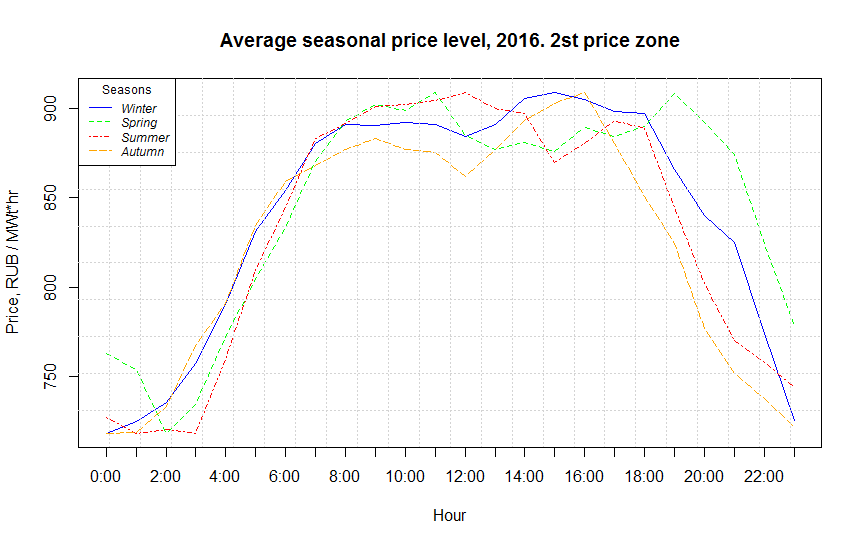 Average seasonal price level, 2016. 2st price zone
Seasons
Winter
Spring
Summer
Autumn
Price, RUB / MWt*hr
900
850
800
750
0:00 2:00 4:00 6:00 8:00 10:00 12:00 14:00 16:00 18:00 20:00 22:00
Hour